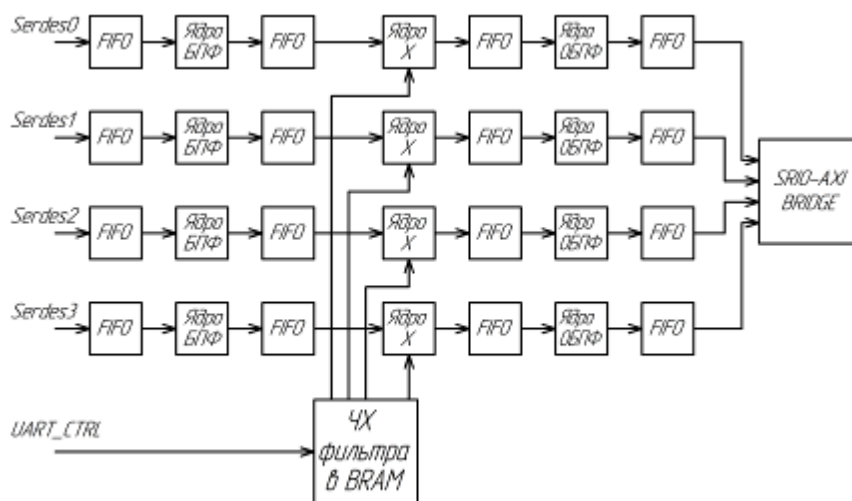 Serdes0
FIFO
Ядро
БПФ
FIFO
Ядро
X
FIFO
Ядро
ОБПФ
FIFO
Serdes1
FIFO
Ядро
БПФ
FIFO
Ядро
X
FIFO
Ядро
ОБПФ
FIFO
SRIO-AXI
BRIDGE
Serdes2
FIFO
Ядро
БПФ
FIFO
Ядро
X
FIFO
Ядро
ОБПФ
FIFO
Serdes3
FIFO
Ядро
БПФ
FIFO
Ядро
X
FIFO
Ядро
ОБПФ
FIFO
UART_CTRL
ЧХ
фильтра
в BRAM